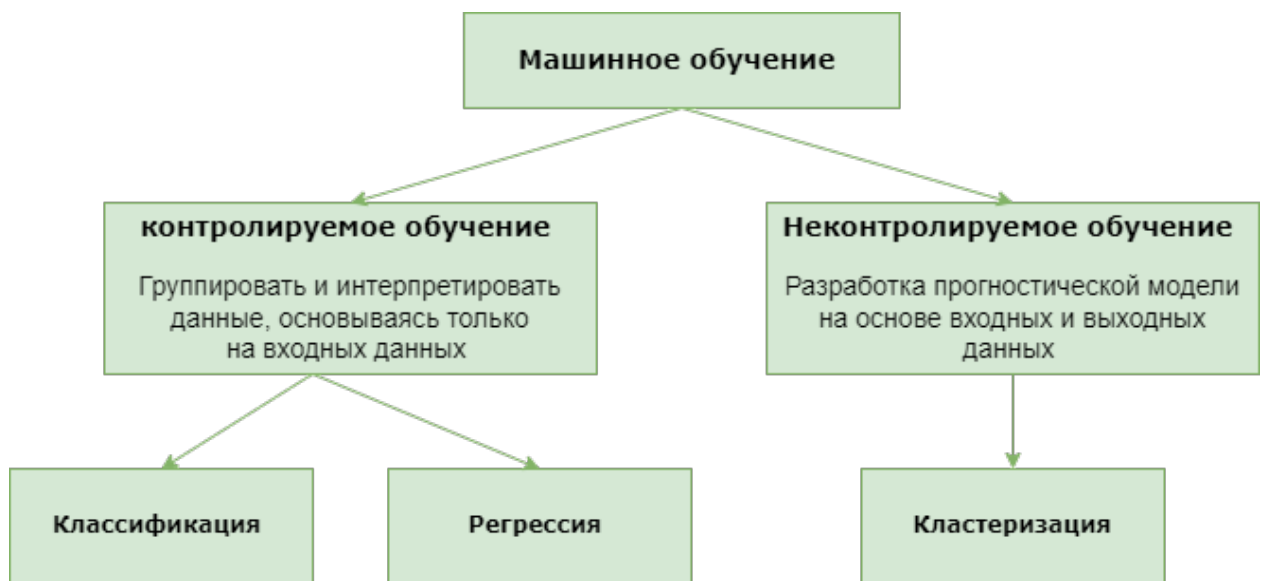 Машинное обучение
контролируемое обучение
Группировать и интерпретировать
данные, основываясь только
на входных данных
Неконтролируемое обучение
Разработка прогностической модели
на основе входных и выходных
данных
Классификация
Регрессия
Кластеризация